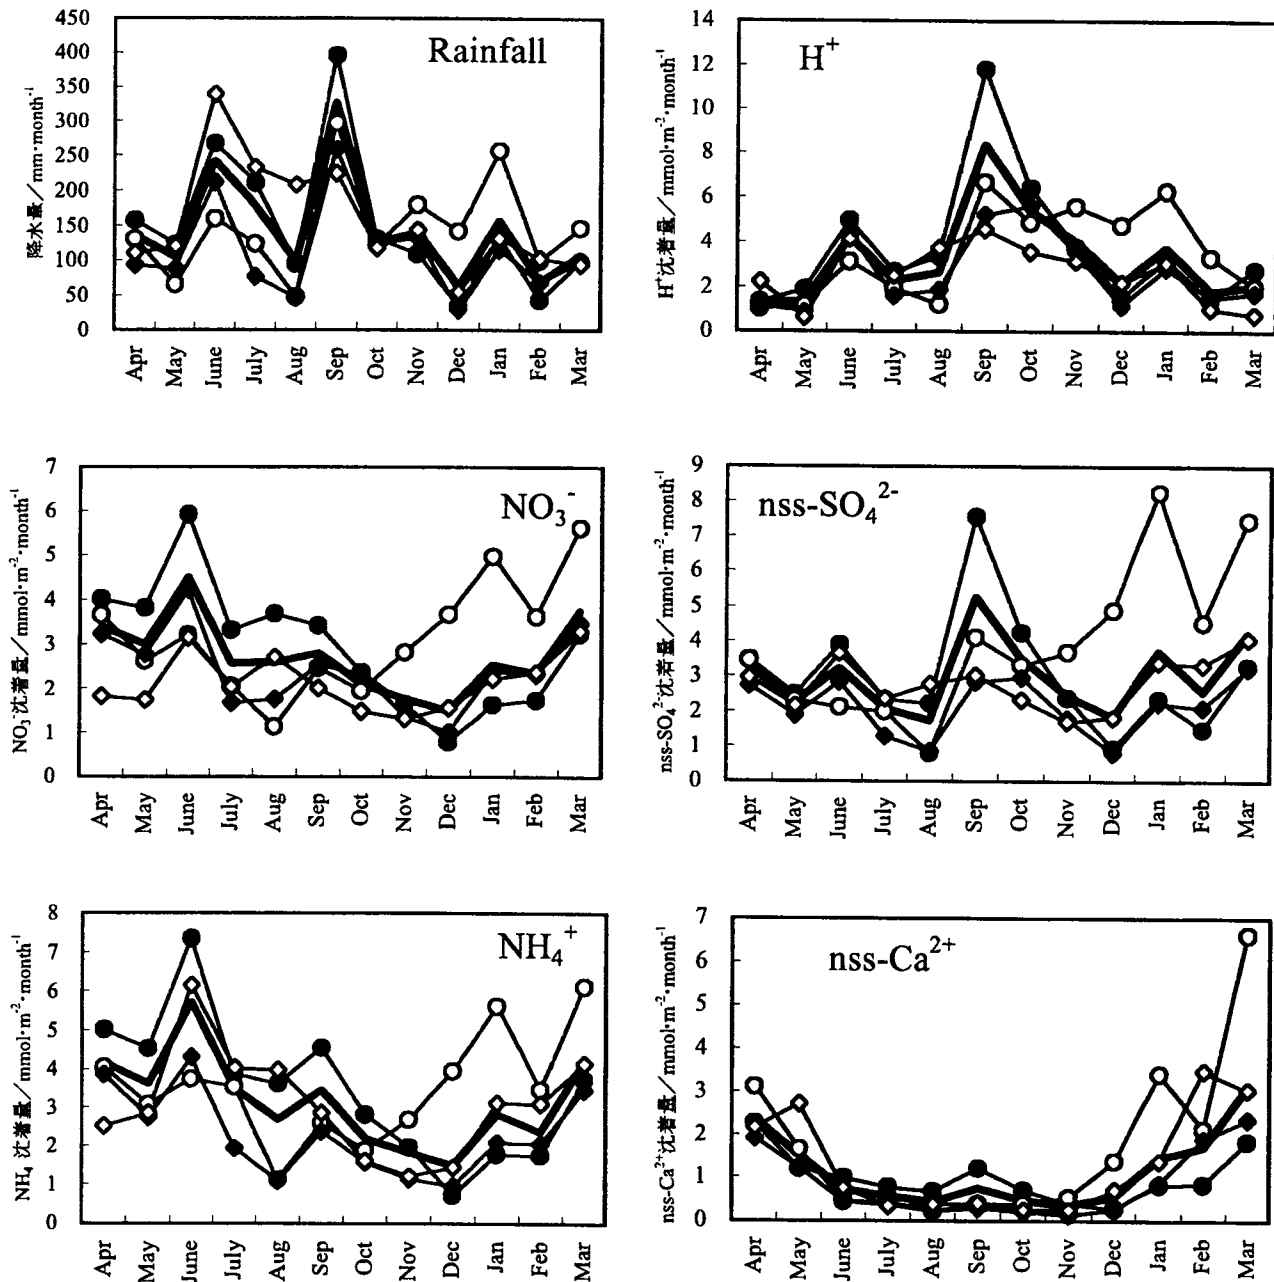 Rainfall
降水量／mm·month⁻¹
450
400
350
300
250
200
150
100
50
0
Apr
May
June
July
Aug
Sep
Oct
Nov
Dec
Jan
Feb
Mar
H⁺
H⁺沈着量／mmol·m⁻²·month⁻¹
14
12
10
8
6
4
2
0
Apr
May
June
July
Aug
Sep
Oct
Nov
Dec
Jan
Feb
Mar
NO₃⁻
NO₃⁻沈着量／mmol·m⁻²·month⁻¹
7
6
5
4
3
2
1
0
Apr
May
June
July
Aug
Sep
Oct
Nov
Dec
Jan
Feb
Mar
nss-SO₄²⁻
nss-SO₄²⁻沈着量／mmol·m⁻²·month⁻¹
9
8
7
6
5
4
3
2
1
0
Apr
May
June
July
Aug
Sep
Oct
Nov
Dec
Jan
Feb
Mar
NH₄⁺
NH₄ 沈着量／mmol·m⁻²·month⁻¹
8
7
6
5
4
3
2
1
0
Apr
May
June
July
Aug
Sep
Oct
Nov
Dec
Jan
Feb
Mar
nss-Ca²⁺
nss-Ca²⁺沈着量／mmol·m⁻²·month⁻¹
7
6
5
4
3
2
1
0
Apr
May
June
July
Aug
Sep
Oct
Nov
Dec
Jan
Feb
Mar